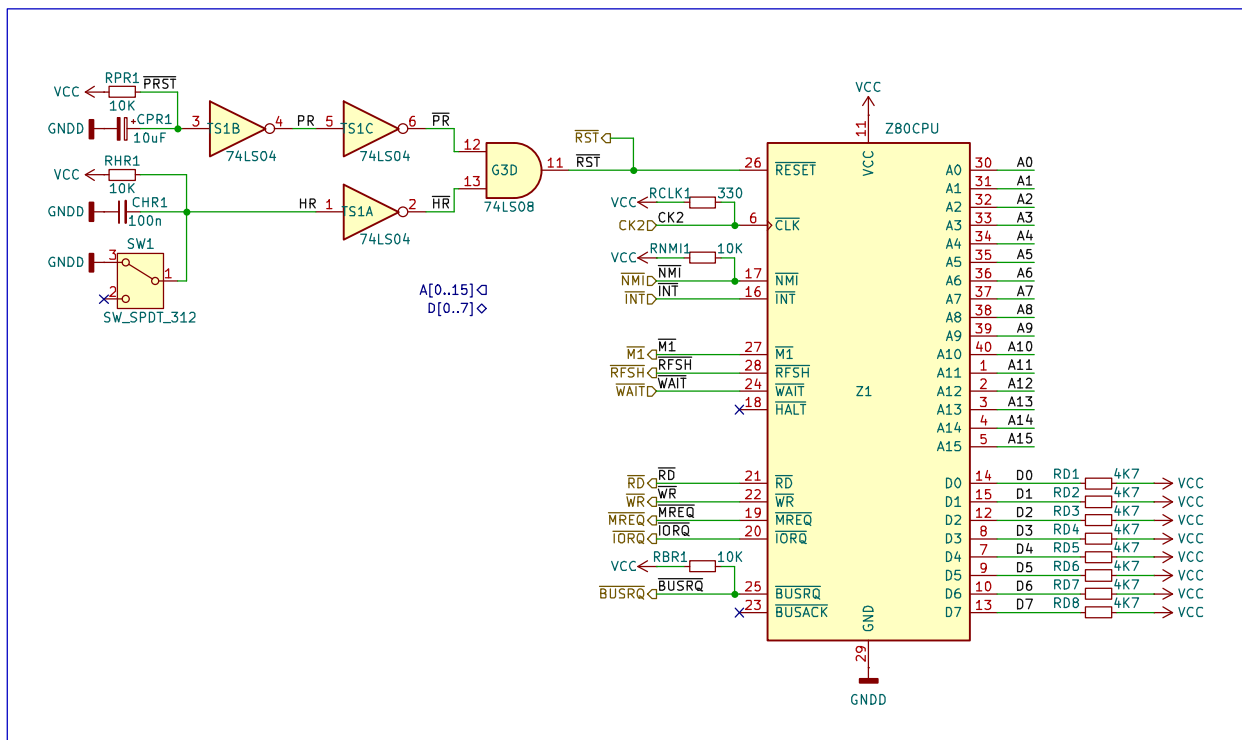 RPR1
VCC
PRST
10K
GNDD
+CPR1
10uF
3
TS1B
4
PR
5
TS1C
6
PR
74LS04
74LS04
RHR1
VCC
10K
GNDD
CHR1
100n
HR
1
TS1A
2
HR
74LS04
12
13
G3D
11
RST
74LS08
RST
SW1
GNDD
3
1
2
SW_SPDT_312
A[0..15]
D[0..7]
VCC
11
Z80CPU
VCC
26
RESET
VCC
RCLK1
330
CK2
CK2
6
CLK
VCC
RNMI1
10K
NMI
NMI
17
NMI
INT
INT
16
INT
M1
M1
27
M1
RFSH
RFSH
28
RFSH
WAIT
WAIT
24
WAIT
18
HALT
Z1
RD
RD
21
RD
WR
WR
22
WR
MREQ
MREQ
19
MREQ
IORQ
IORQ
20
IORQ
VCC
RBR1
10K
BUSRQ
BUSRQ
25
BUSRQ
23
BUSACK
A0 30 A0
A1 31 A1
A2 32 A2
A3 33 A3
A4 34 A4
A5 35 A5
A6 36 A6
A7 37 A7
A8 38 A8
A9 39 A9
A10 40 A10
A11 1 A11
A12 2 A12
A13 3 A13
A14 4 A14
A15 5 A15
D0 14 D0 RD1 4K7 VCC
D1 15 D1 RD2 4K7 VCC
D2 12 D2 RD3 4K7 VCC
D3 8 D3 RD4 4K7 VCC
D4 7 D4 RD5 4K7 VCC
D5 9 D5 RD6 4K7 VCC
D6 10 D6 RD7 4K7 VCC
D7 13 D7 RD8 4K7 VCC
GND
29
GNDD